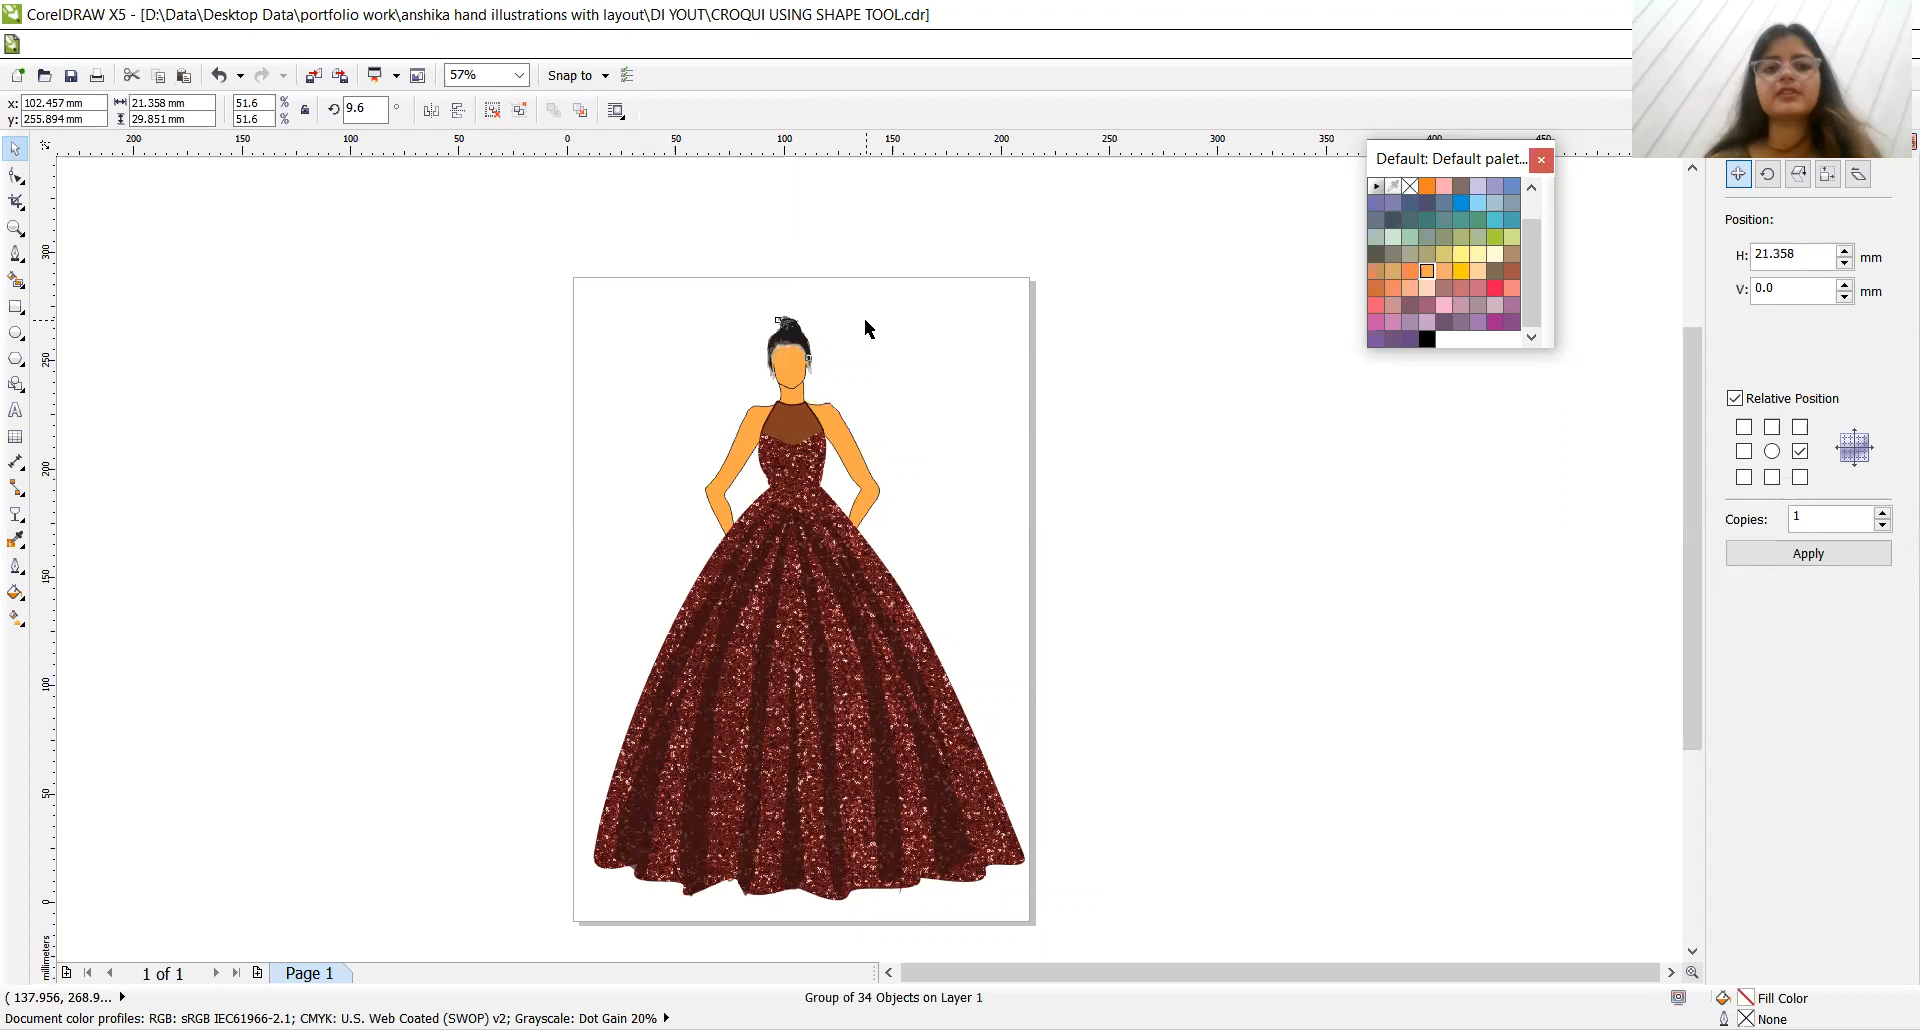 CorelDRAW X5 - [D:\Data\Desktop Data\portfolio work\anshika hand illustrations with layout\DI YOUT\CROQUI USING SHAPE TOOL.cdr]
57%
Snap to
x: 102.457 mm
y: 255.894 mm
21.358 mm
29.851 mm
51.6 %
51.6 %
9.6 °
200 150 100 50 0 50 100 150 200 250 300 350 400 450
300
250
200
150
100
50
0
millimeters
Default: Default palet...
Position:
H: 21.358 mm
V: 0.0 mm
Relative Position
Copies: 1
Apply
1 of 1
Page 1
( 137.956, 268.9...
Group of 34 Objects on Layer 1
Fill Color
Document color profiles: RGB: sRGB IEC61966-2.1; CMYK: U.S. Web Coated (SWOP) v2; Grayscale: Dot Gain 20%
None